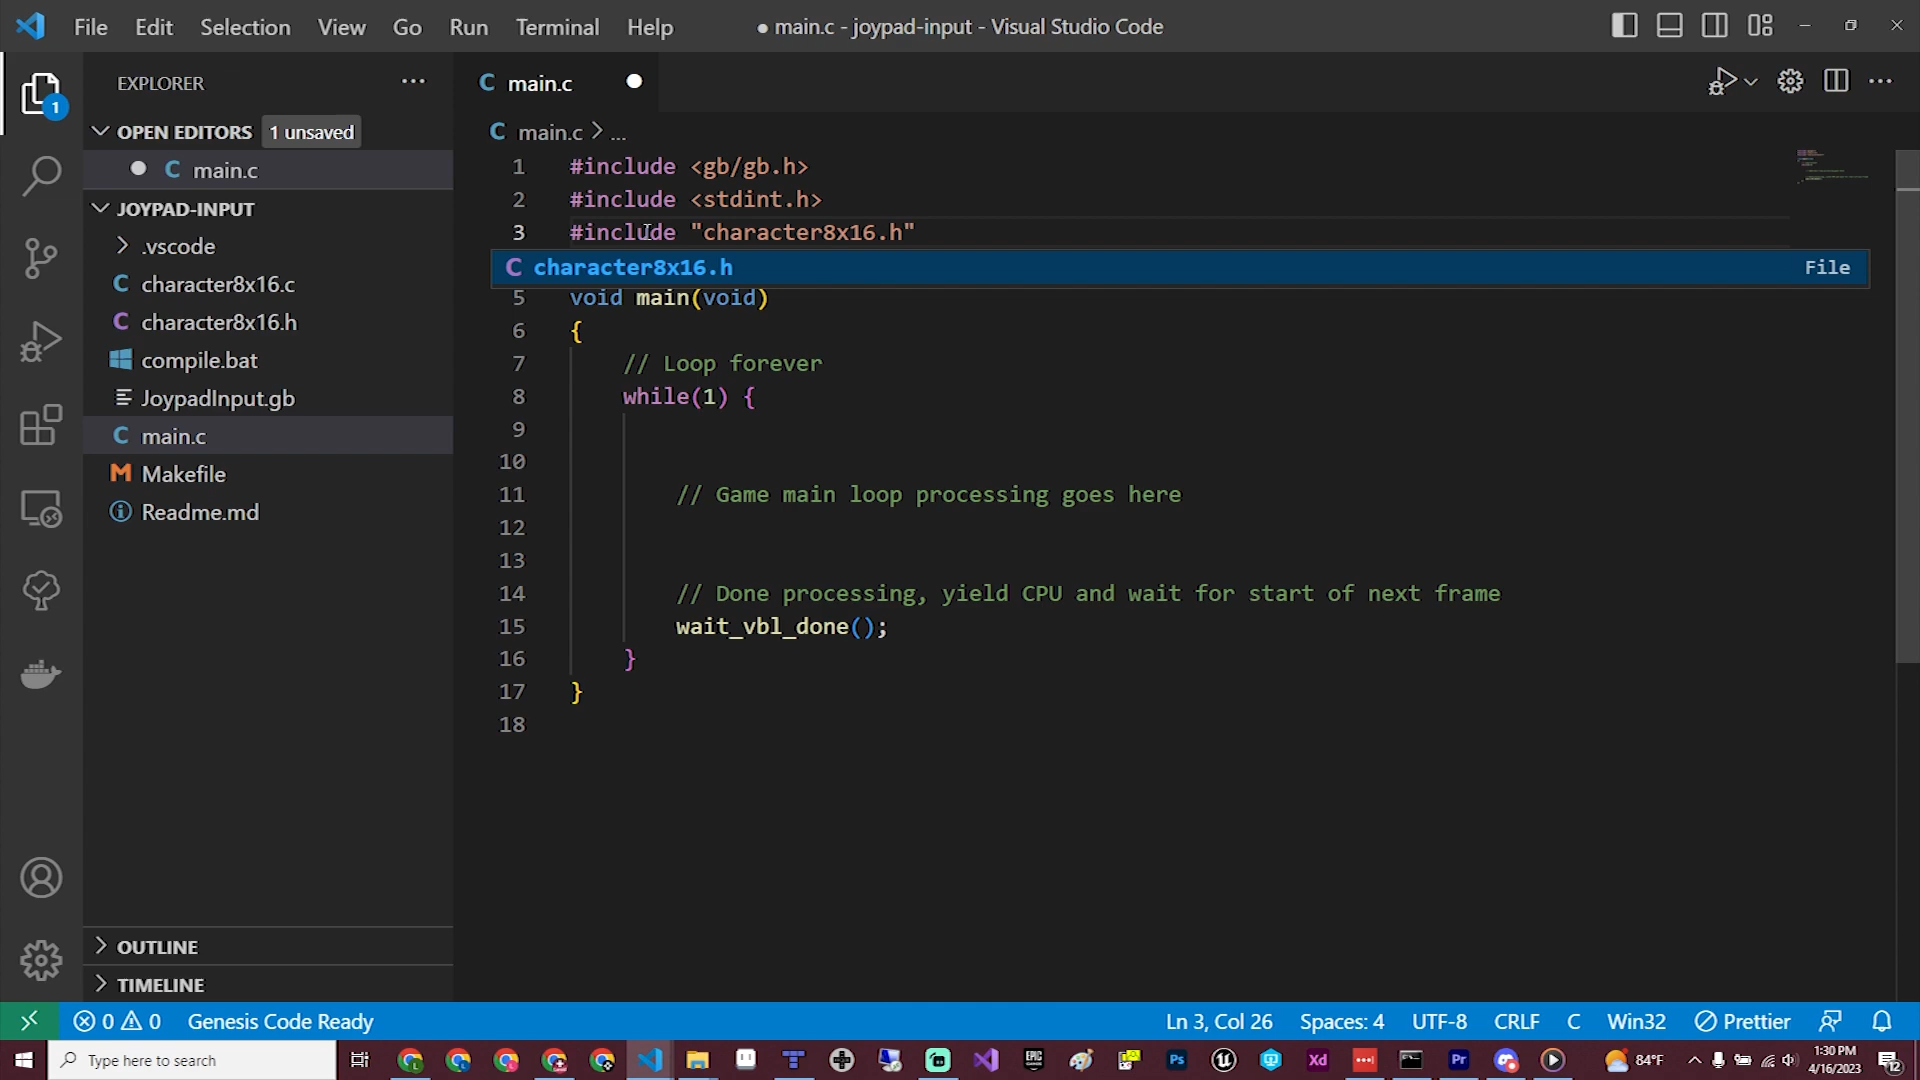 File Edit Selection View Go Run Terminal Help ● main.c - joypad-input - Visual Studio Code
EXPLORER
OPEN EDITORS 1 unsaved
C main.c
JOYPAD-INPUT
.vscode
C character8x16.c
C character8x16.h
compile.bat
JoypadInput.gb
C main.c
M Makefile
Readme.md
OUTLINE
TIMELINE
1
C main.c
C main.c > ...
1 #include <gb/gb.h>
2 #include <stdint.h>
3 #include "character8x16.h"
C character8x16.h File
5 void main(void)
6 {
7 // Loop forever
8 while(1) {
9
10
11 // Game main loop processing goes here
12
13
14 // Done processing, yield CPU and wait for start of next frame
15 wait_vbl_done();
16 }
17 }
18
0 0 Genesis Code Ready Ln 3, Col 26 Spaces: 4 UTF-8 CRLF C Win32 Prettier
Type here to search
EPIC
Ps
Xd
Pr
84°F
1:30 PM
4/16/2023
12